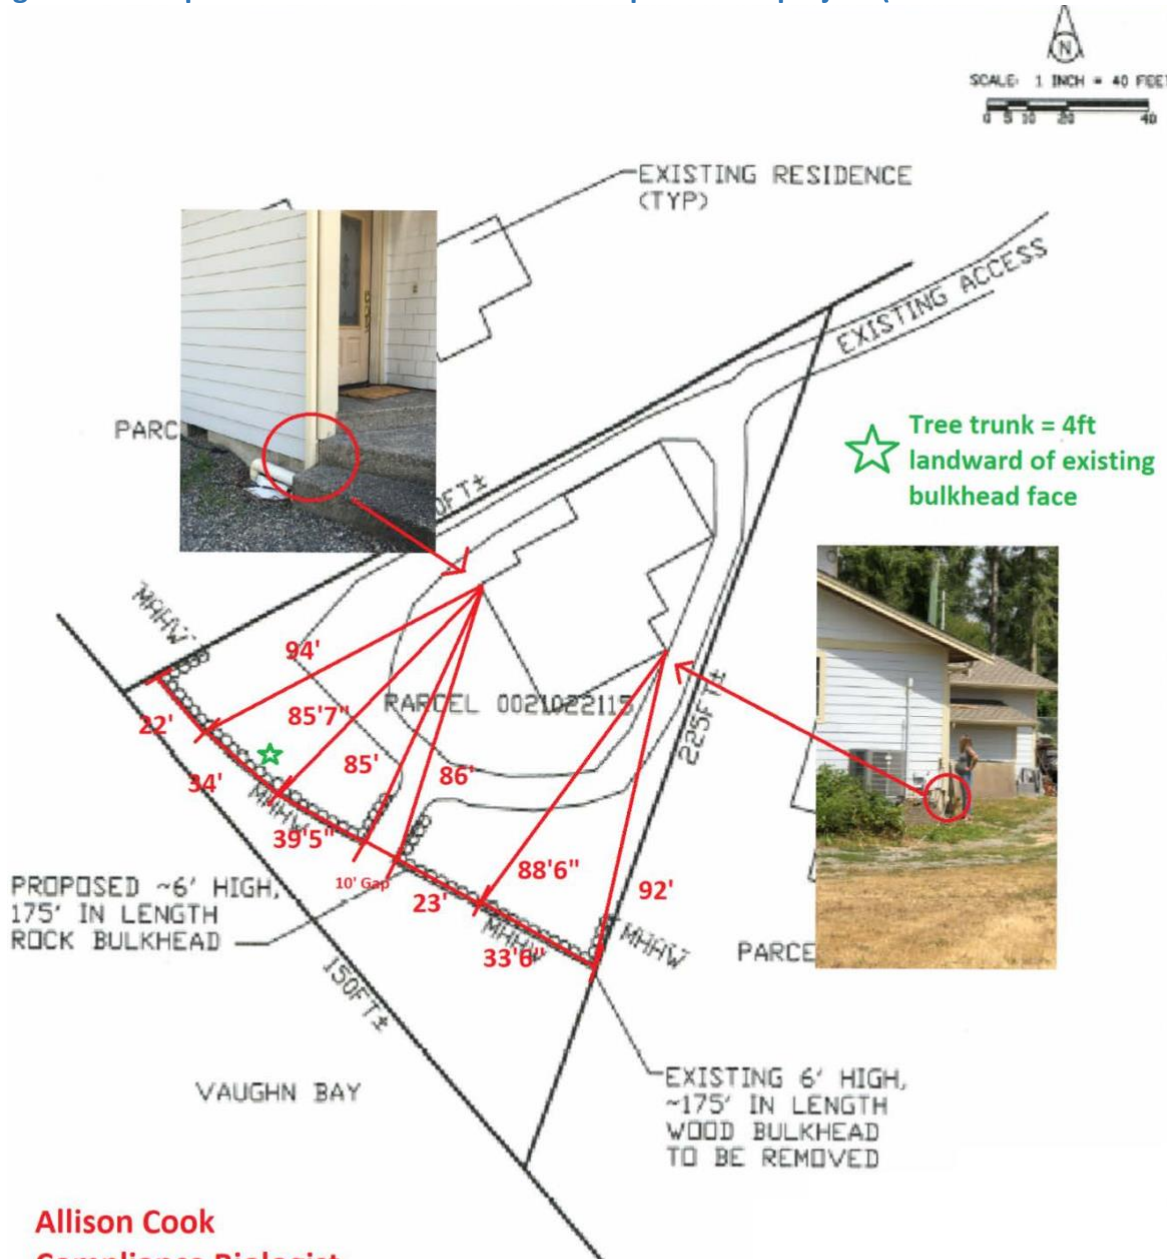 N
SCALE: 1 INCH = 40 FEET
0 5 10 20 40
EXISTING RESIDENCE
(TYP)
EXISTING ACCESS
Tree trunk = 4ft
landward of existing
bulkhead face
PARC
0FT±
MHHW
94'
PARCEL 0021022115
225FT±
22'
85'7"
85'
86'
34'
MHHW
39'5"
10' Gap
88'6"
92'
23'
MHHW
MHHW
33'6"
PARCE
PROPOSED ~6' HIGH,
175' IN LENGTH
ROCK BULKHEAD
150FT±
VAUGHN BAY
EXISTING 6' HIGH,
~175' IN LENGTH
WOOD BULKHEAD
TO BE REMOVED
Allison Cook
Compliance Biologist